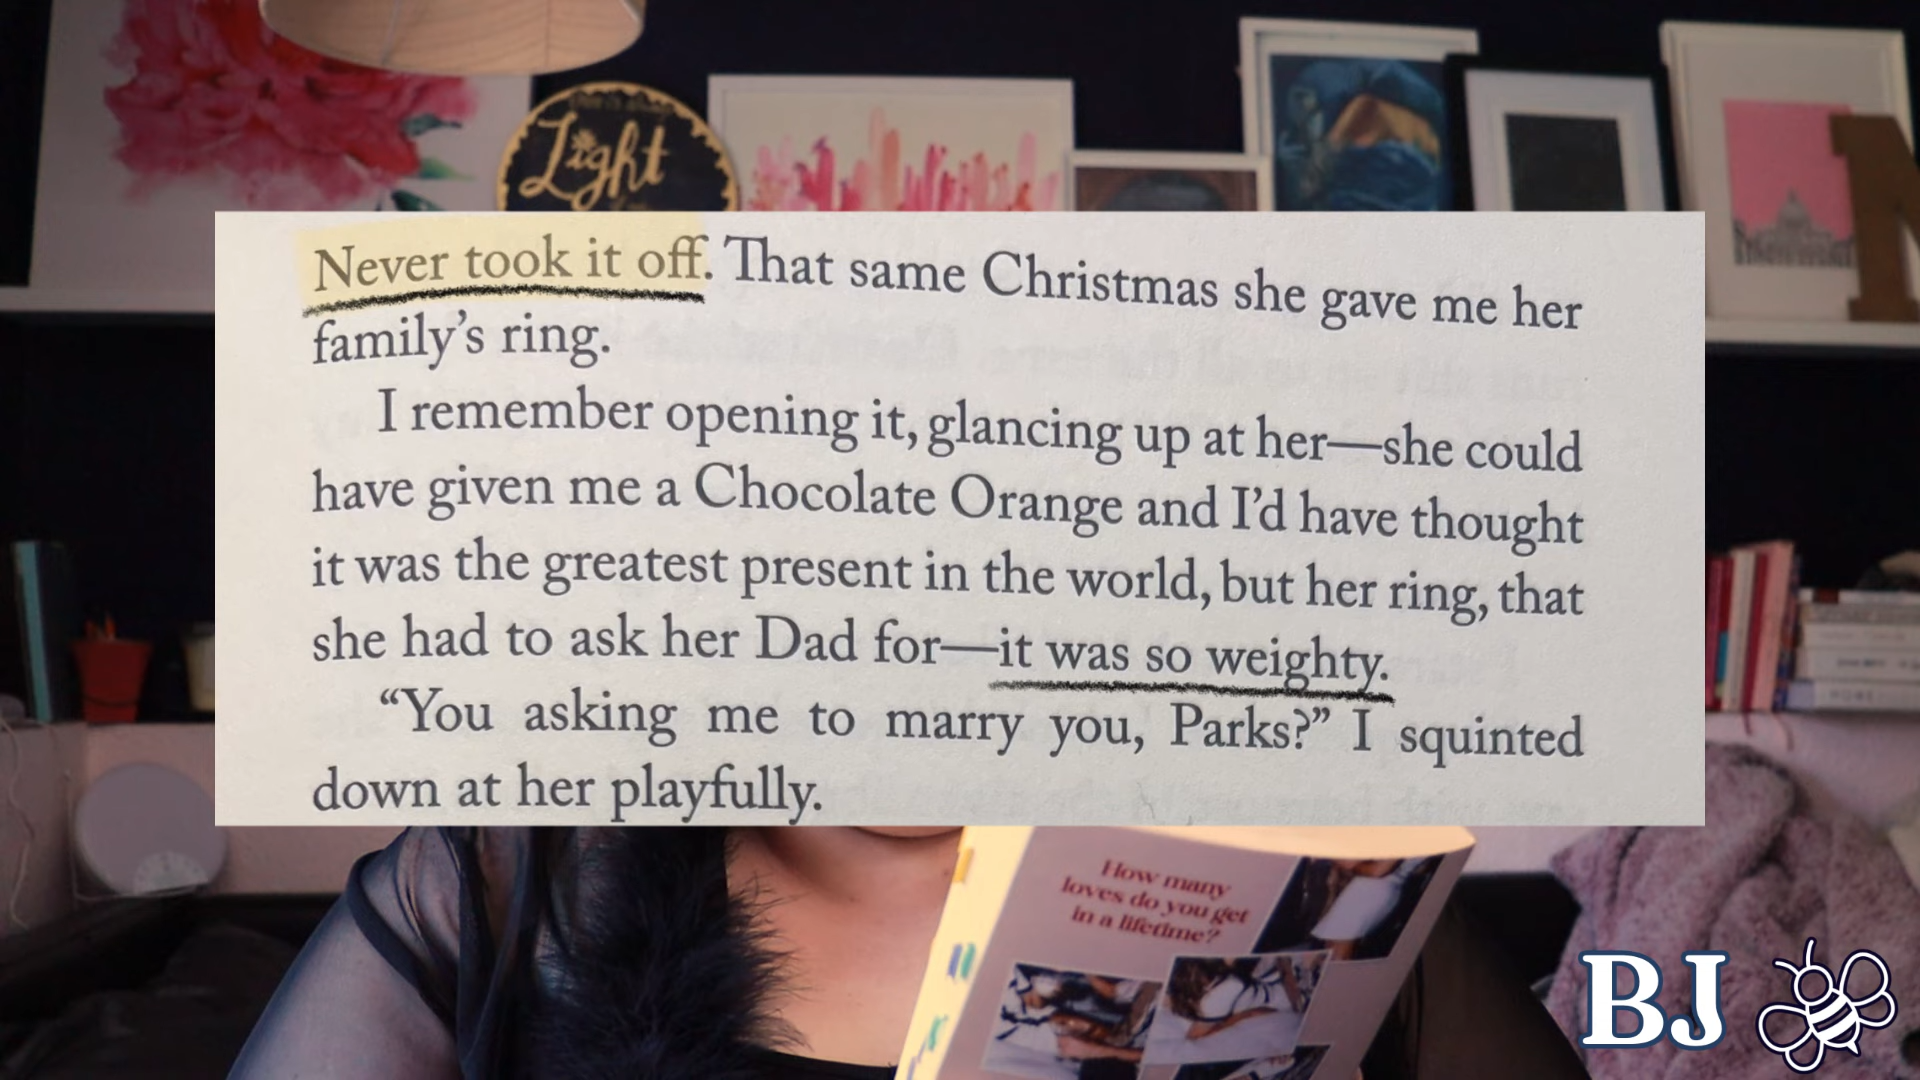 Light
Never took it off. That same Christmas she gave me her
family's ring.
I remember opening it, glancing up at her—she could
have given me a Chocolate Orange and I'd have thought
it was the greatest present in the world, but her ring, that
she had to ask her Dad for—it was so weighty.
"You asking me to marry you, Parks?" I squinted
down at her playfully.
How many
loves do you get
in a lifetime?
BJ